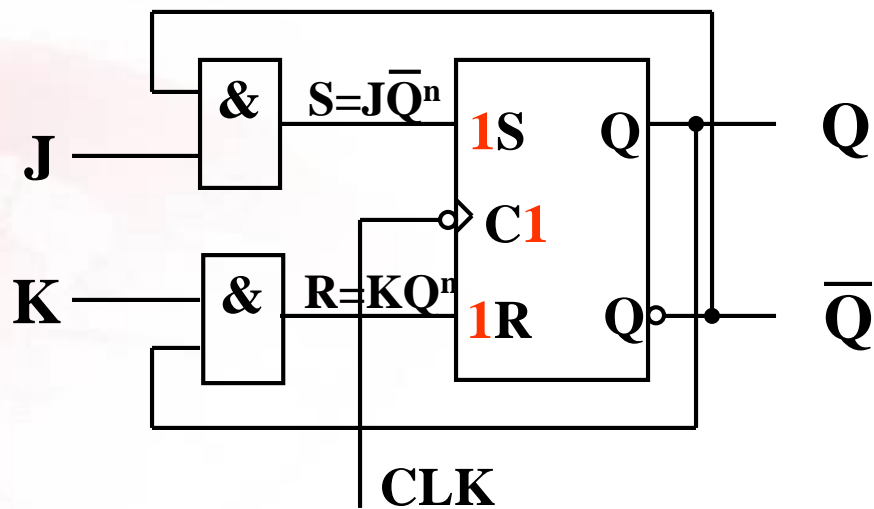 & S=JQ̅ⁿ
J 1S Q Q
C1
K & R=KQⁿ
1R Q Q̅
CLK